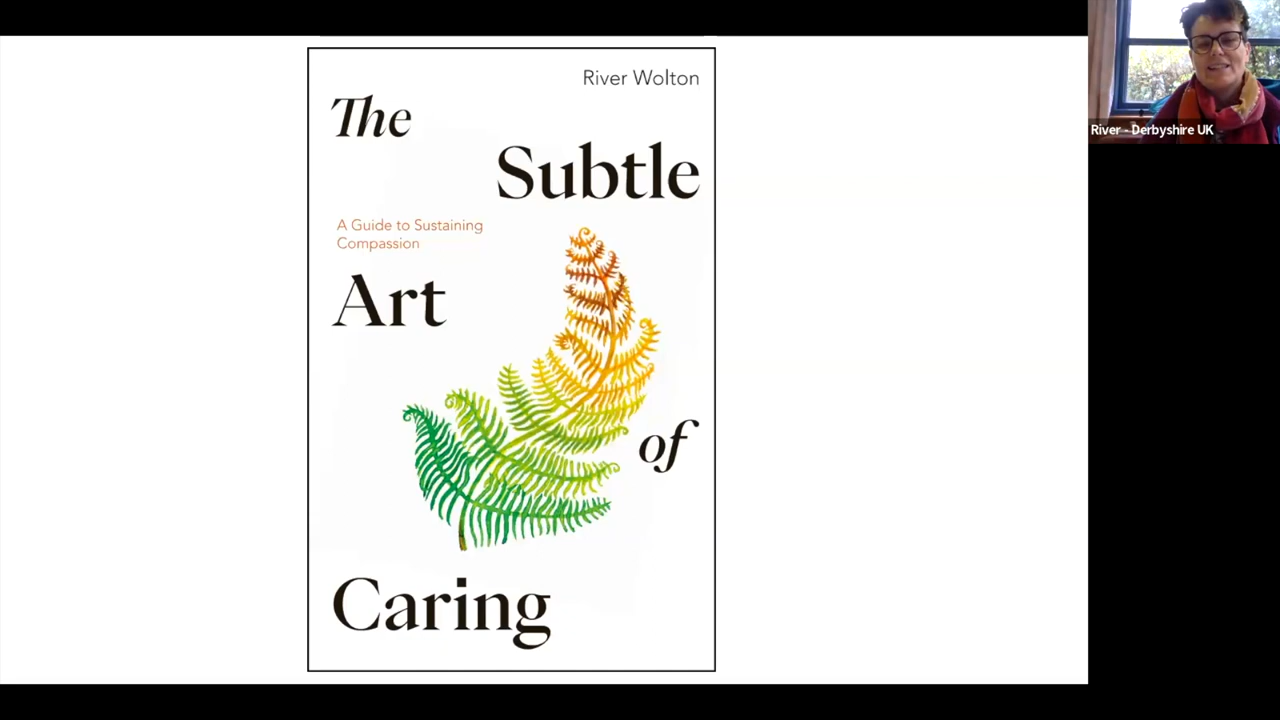 River Wolton
The
Subtle
A Guide to Sustaining
Compassion
Art
of
Caring
River - Derbyshire UK